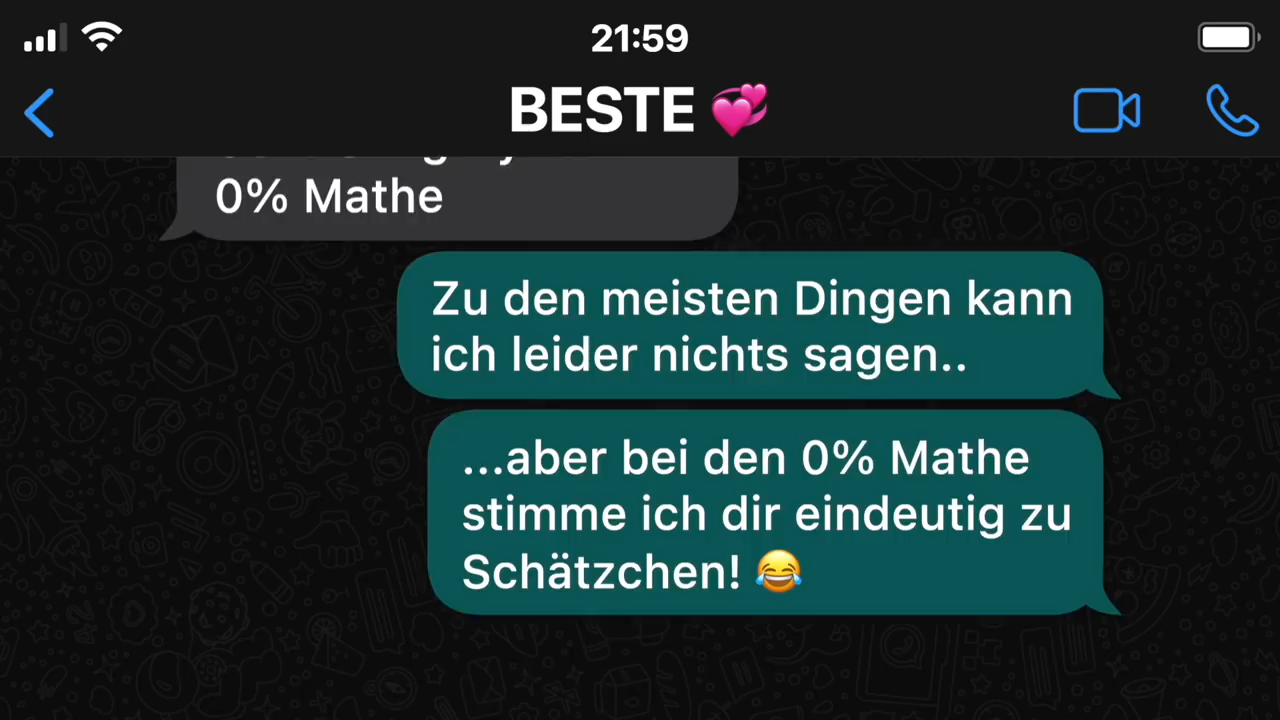 21:59
BESTE 💞
0% Mathe
Zu den meisten Dingen kann
ich leider nichts sagen..
...aber bei den 0% Mathe
stimme ich dir eindeutig zu
Schätzchen! 😂